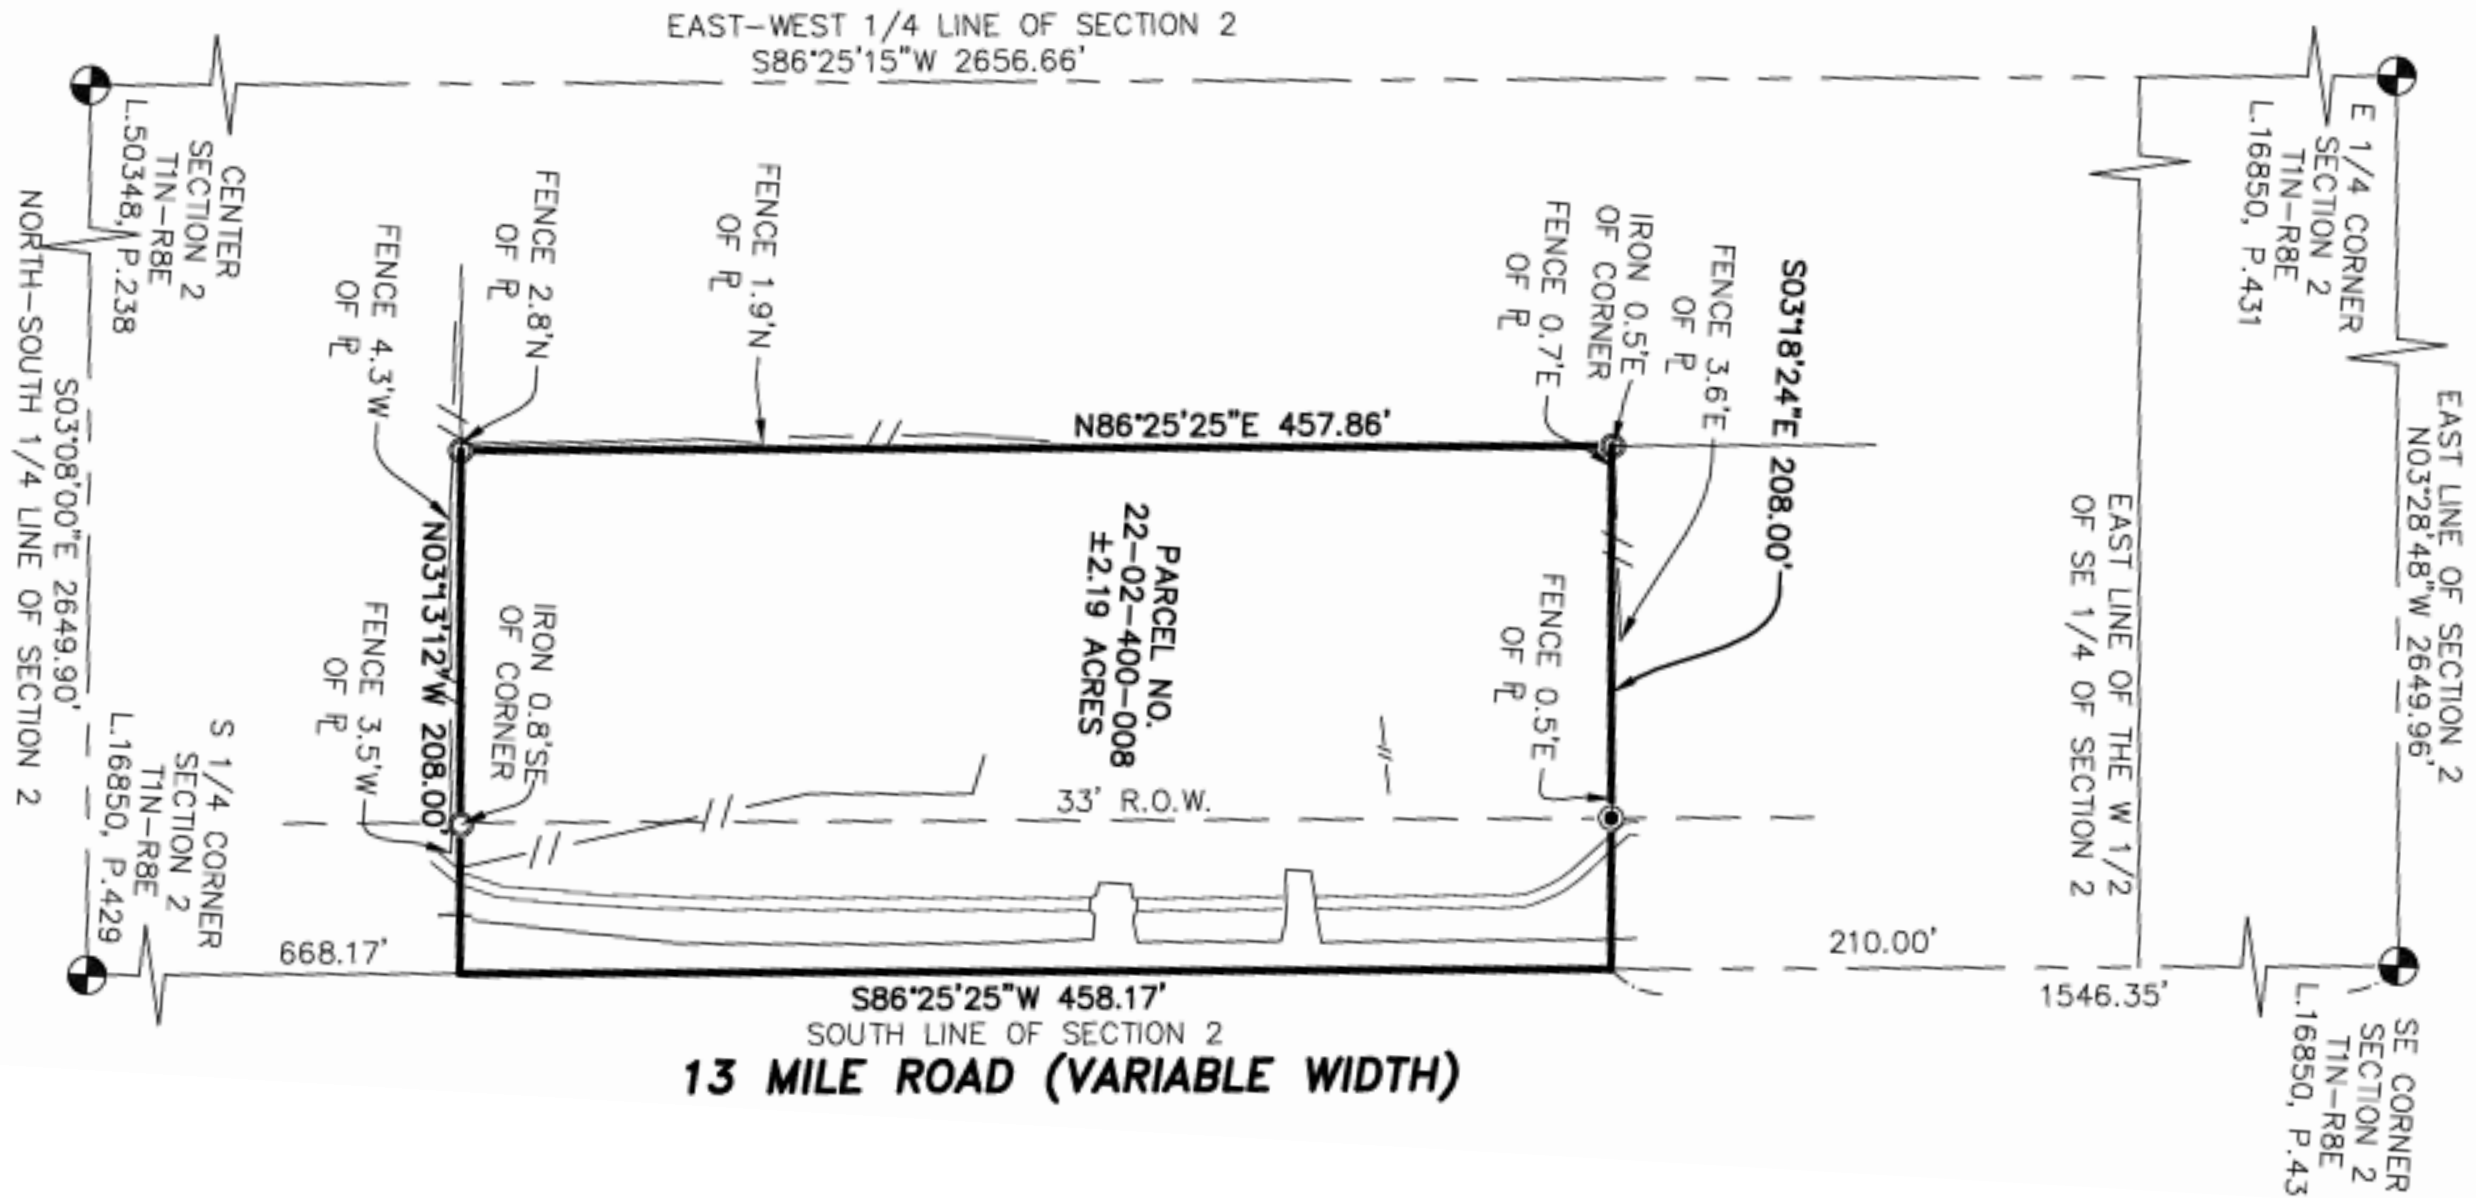 EAST-WEST 1/4 LINE OF SECTION 2
S86°25'15"W 2656.66'
CENTER
SECTION 2
T1N-R8E
L.50348, P.238
NORTH-SOUTH 1/4 LINE OF SECTION 2
S03°08'00"E 2649.90'
FENCE 4.3'W
OF PL
FENCE 2.8'N
OF PL
FENCE 1.9'N
OF PL
FENCE 0.7'E
OF PL
IRON 0.5'E
OF CORNER
FENCE 3.6'E
OF PL
S03°18'24"E 208.00'
E 1/4 CORNER
SECTION 2
T1N-R8E
L.16850, P.431
EAST LINE OF SECTION 2
N03°28'48"W 2649.96'
N86°25'25"E 457.86'
EAST LINE OF THE W 1/2
OF SE 1/4 OF SECTION 2
PARCEL NO.
22-02-400-008
±2.19 ACRES
N03°13'12"W 208.00'
FENCE 3.5'W
OF PL
IRON 0.8'SE
OF CORNER
FENCE 0.5'E
OF PL
33' R.O.W.
S 1/4 CORNER
SECTION 2
T1N-R8E
L.16850, P.429
668.17'
210.00'
1546.35'
S86°25'25"W 458.17'
SOUTH LINE OF SECTION 2
13 MILE ROAD (VARIABLE WIDTH)
SE CORNER
SECTION 2
T1N-R8E
L.16850, P.43